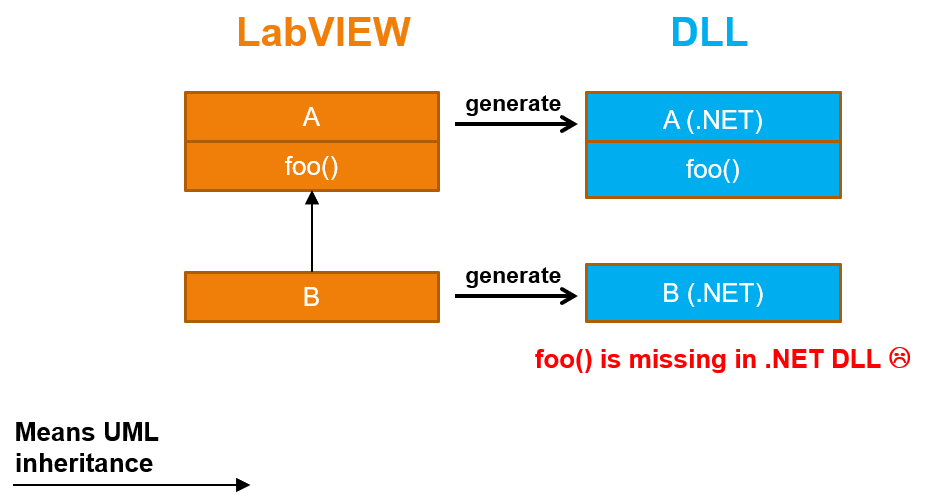 LabVIEW
DLL
A
generate
A (.NET)
foo()
foo()
B
generate
B (.NET)
foo() is missing in .NET DLL ☹
Means UML
inheritance